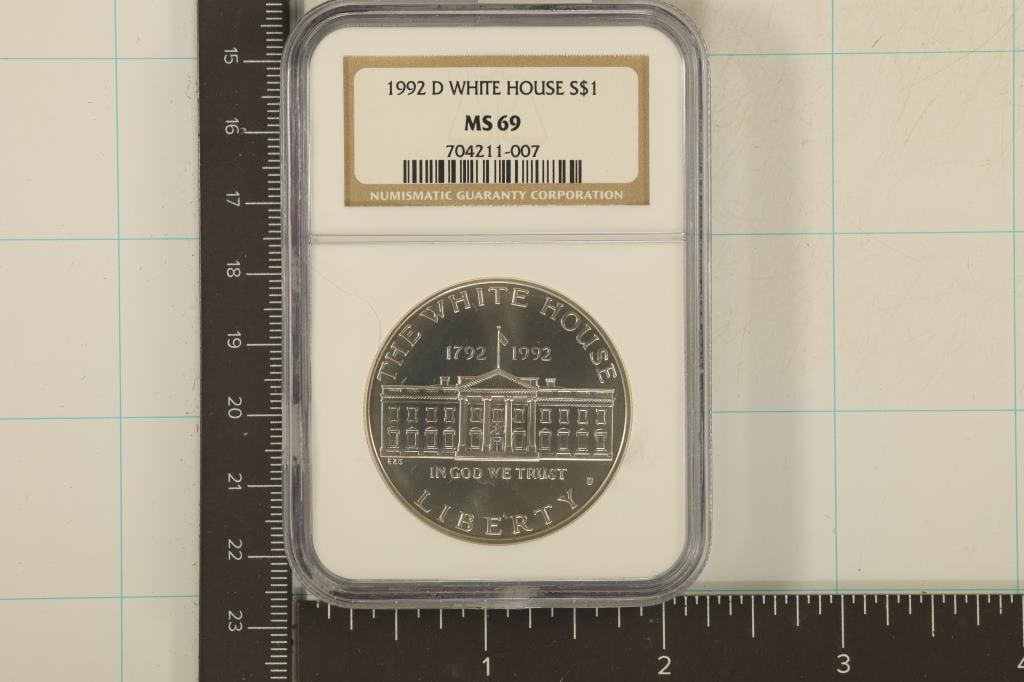 1992 D WHITE HOUSE S$1
MS 69
704211-007
NUMISMATIC GUARANTY CORPORATION
THE WHITE HOUSE
1792 1992
EXS
IN GOD WE TRUST
D
LIBERTY
15
16
17
18
19
20
21
22
23
1 2 3 4